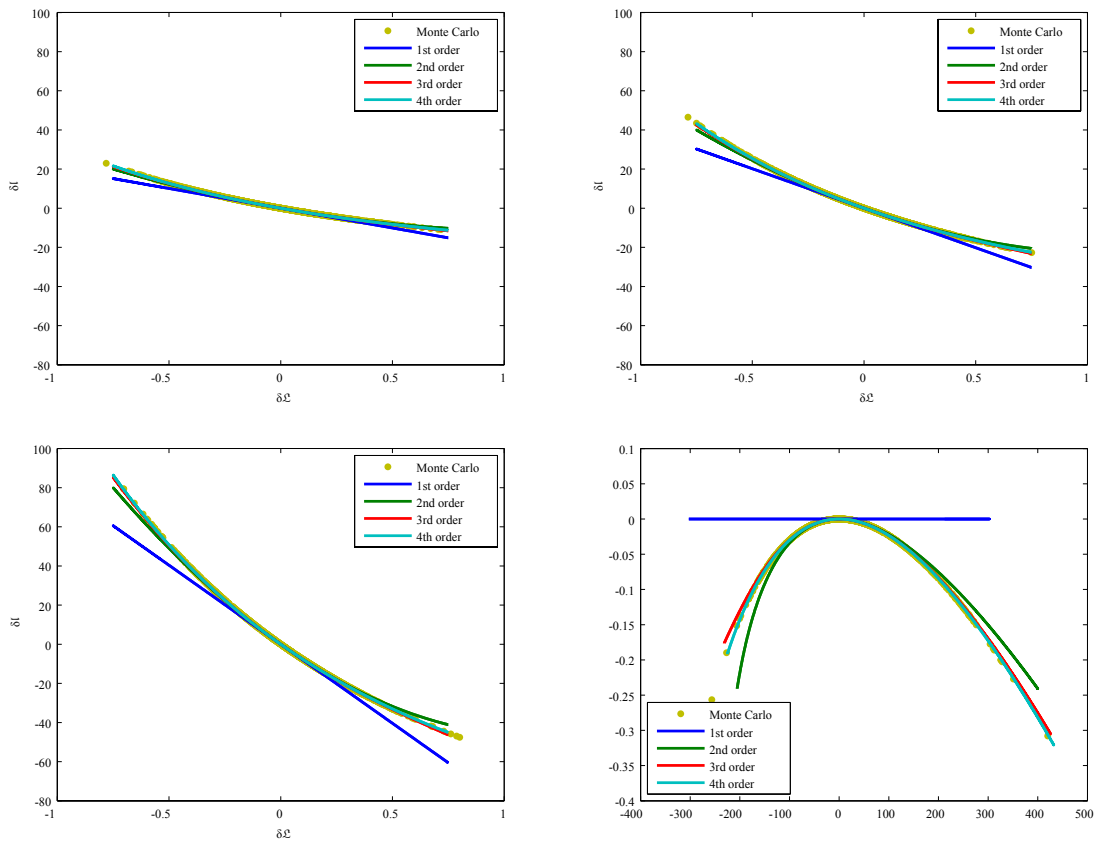 100
80
60
40
20
0
-20
-40
-60
-80
-1
-0.5
0
0.5
1
δl
δ𝔏
Monte Carlo
1st order
2nd order
3rd order
4th order
100
80
60
40
20
0
-20
-40
-60
-80
-1
-0.5
0
0.5
1
δl
δ𝔏
Monte Carlo
1st order
2nd order
3rd order
4th order
100
80
60
40
20
0
-20
-40
-60
-80
-1
-0.5
0
0.5
1
δl
δ𝔏
Monte Carlo
1st order
2nd order
3rd order
4th order
0.1
0.05
0
-0.05
-0.1
-0.15
-0.2
-0.25
-0.3
-0.35
-0.4
-400
-300
-200
-100
0
100
200
300
400
500
Monte Carlo
1st order
2nd order
3rd order
4th order